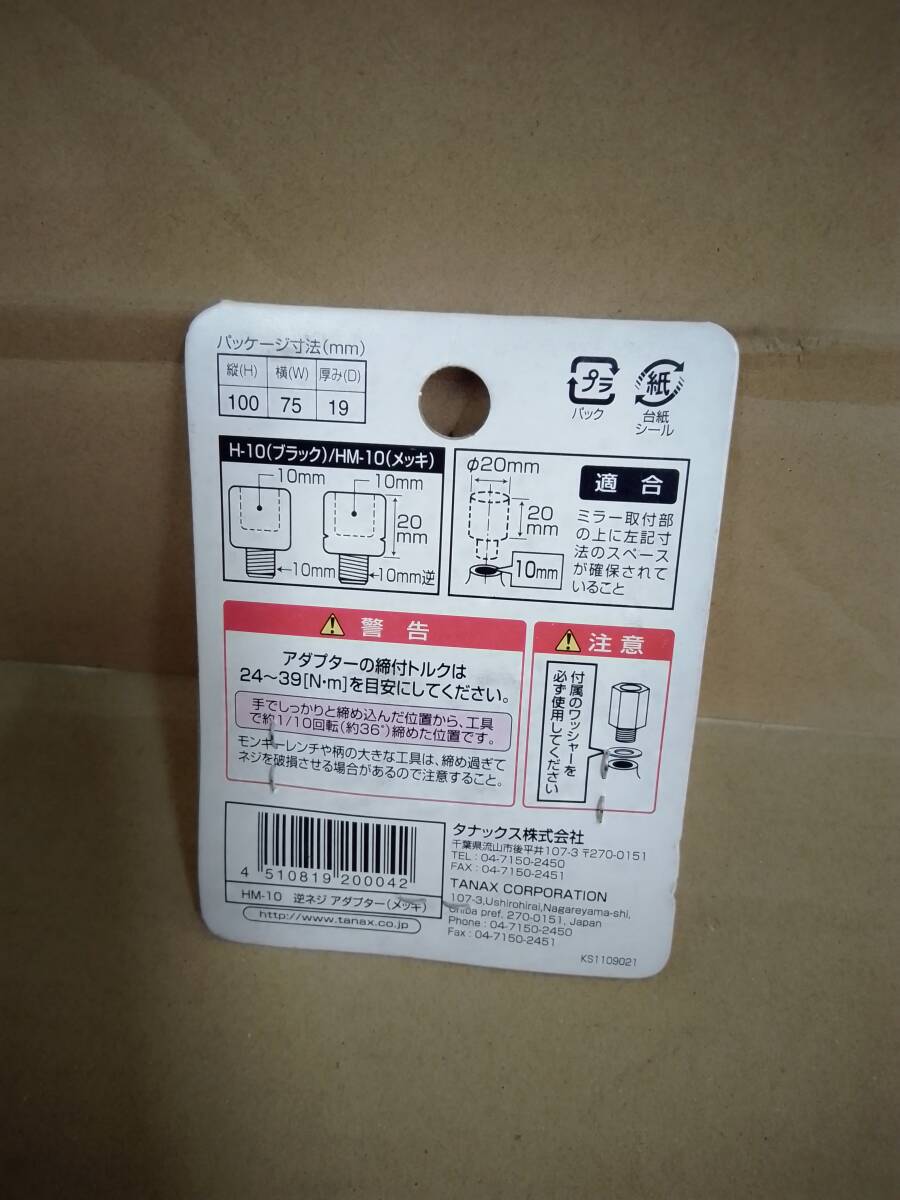 パッケージ寸法(mm)
縦(H) 横(W) 厚み(D)
100 75 19
プラ
パック
紙
台紙
シール
H-10(ブラック)/HM-10(メッキ)
10mm
10mm
20
mm
10mm
10mm逆
φ20mm
20
mm
10mm
適合
ミラー取付部
の上に左記寸
法のスペース
が確保されて
いること
警告
アダプターの締付トルクは
24〜39[N・m]を目安にしてください。
手でしっかりと締め込んだ位置から、工具
で約1/10回転(約36°)締めた位置です。
モンキーレンチや柄の大きな工具は、締め過ぎて
ネジを破損させる場合があるので注意すること。
注意
付属のワッシャーを
必ず使用してください
4 510819 200042
HM-10 逆ネジ アダプター(メッキ)
http://www.tanax.co.jp
タナックス株式会社
千葉県流山市後平井107-3 〒270-0151
TEL : 04-7150-2450
FAX : 04-7150-2451
TANAX CORPORATION
107-3,Ushirohirai,Nagareyama-shi,
Chiba pref. 270-0151, Japan
Phone : 04-7150-2450
Fax : 04-7150-2451
KS1109021